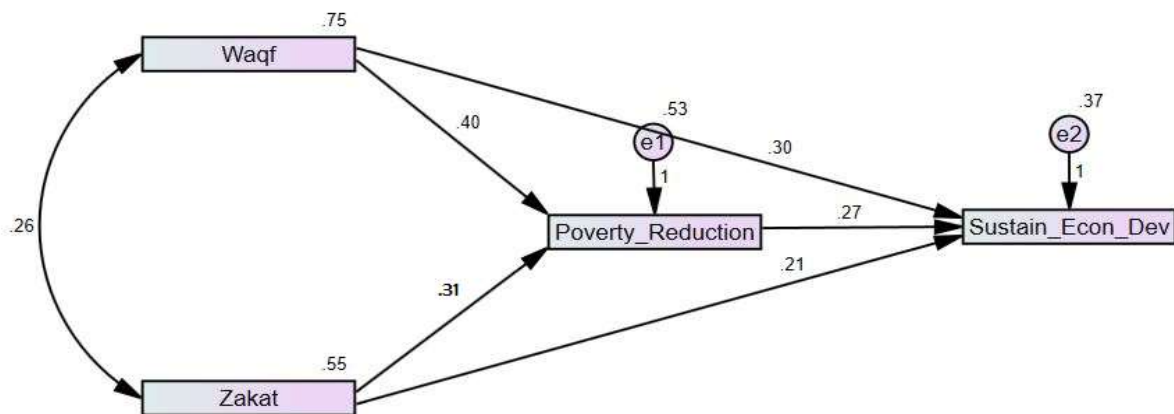 .75
Waqf
.53
.37
e1
e2
.40
.30
1
1
.26
Poverty_Reduction
.27
Sustain_Econ_Dev
.21
.31
.55
Zakat